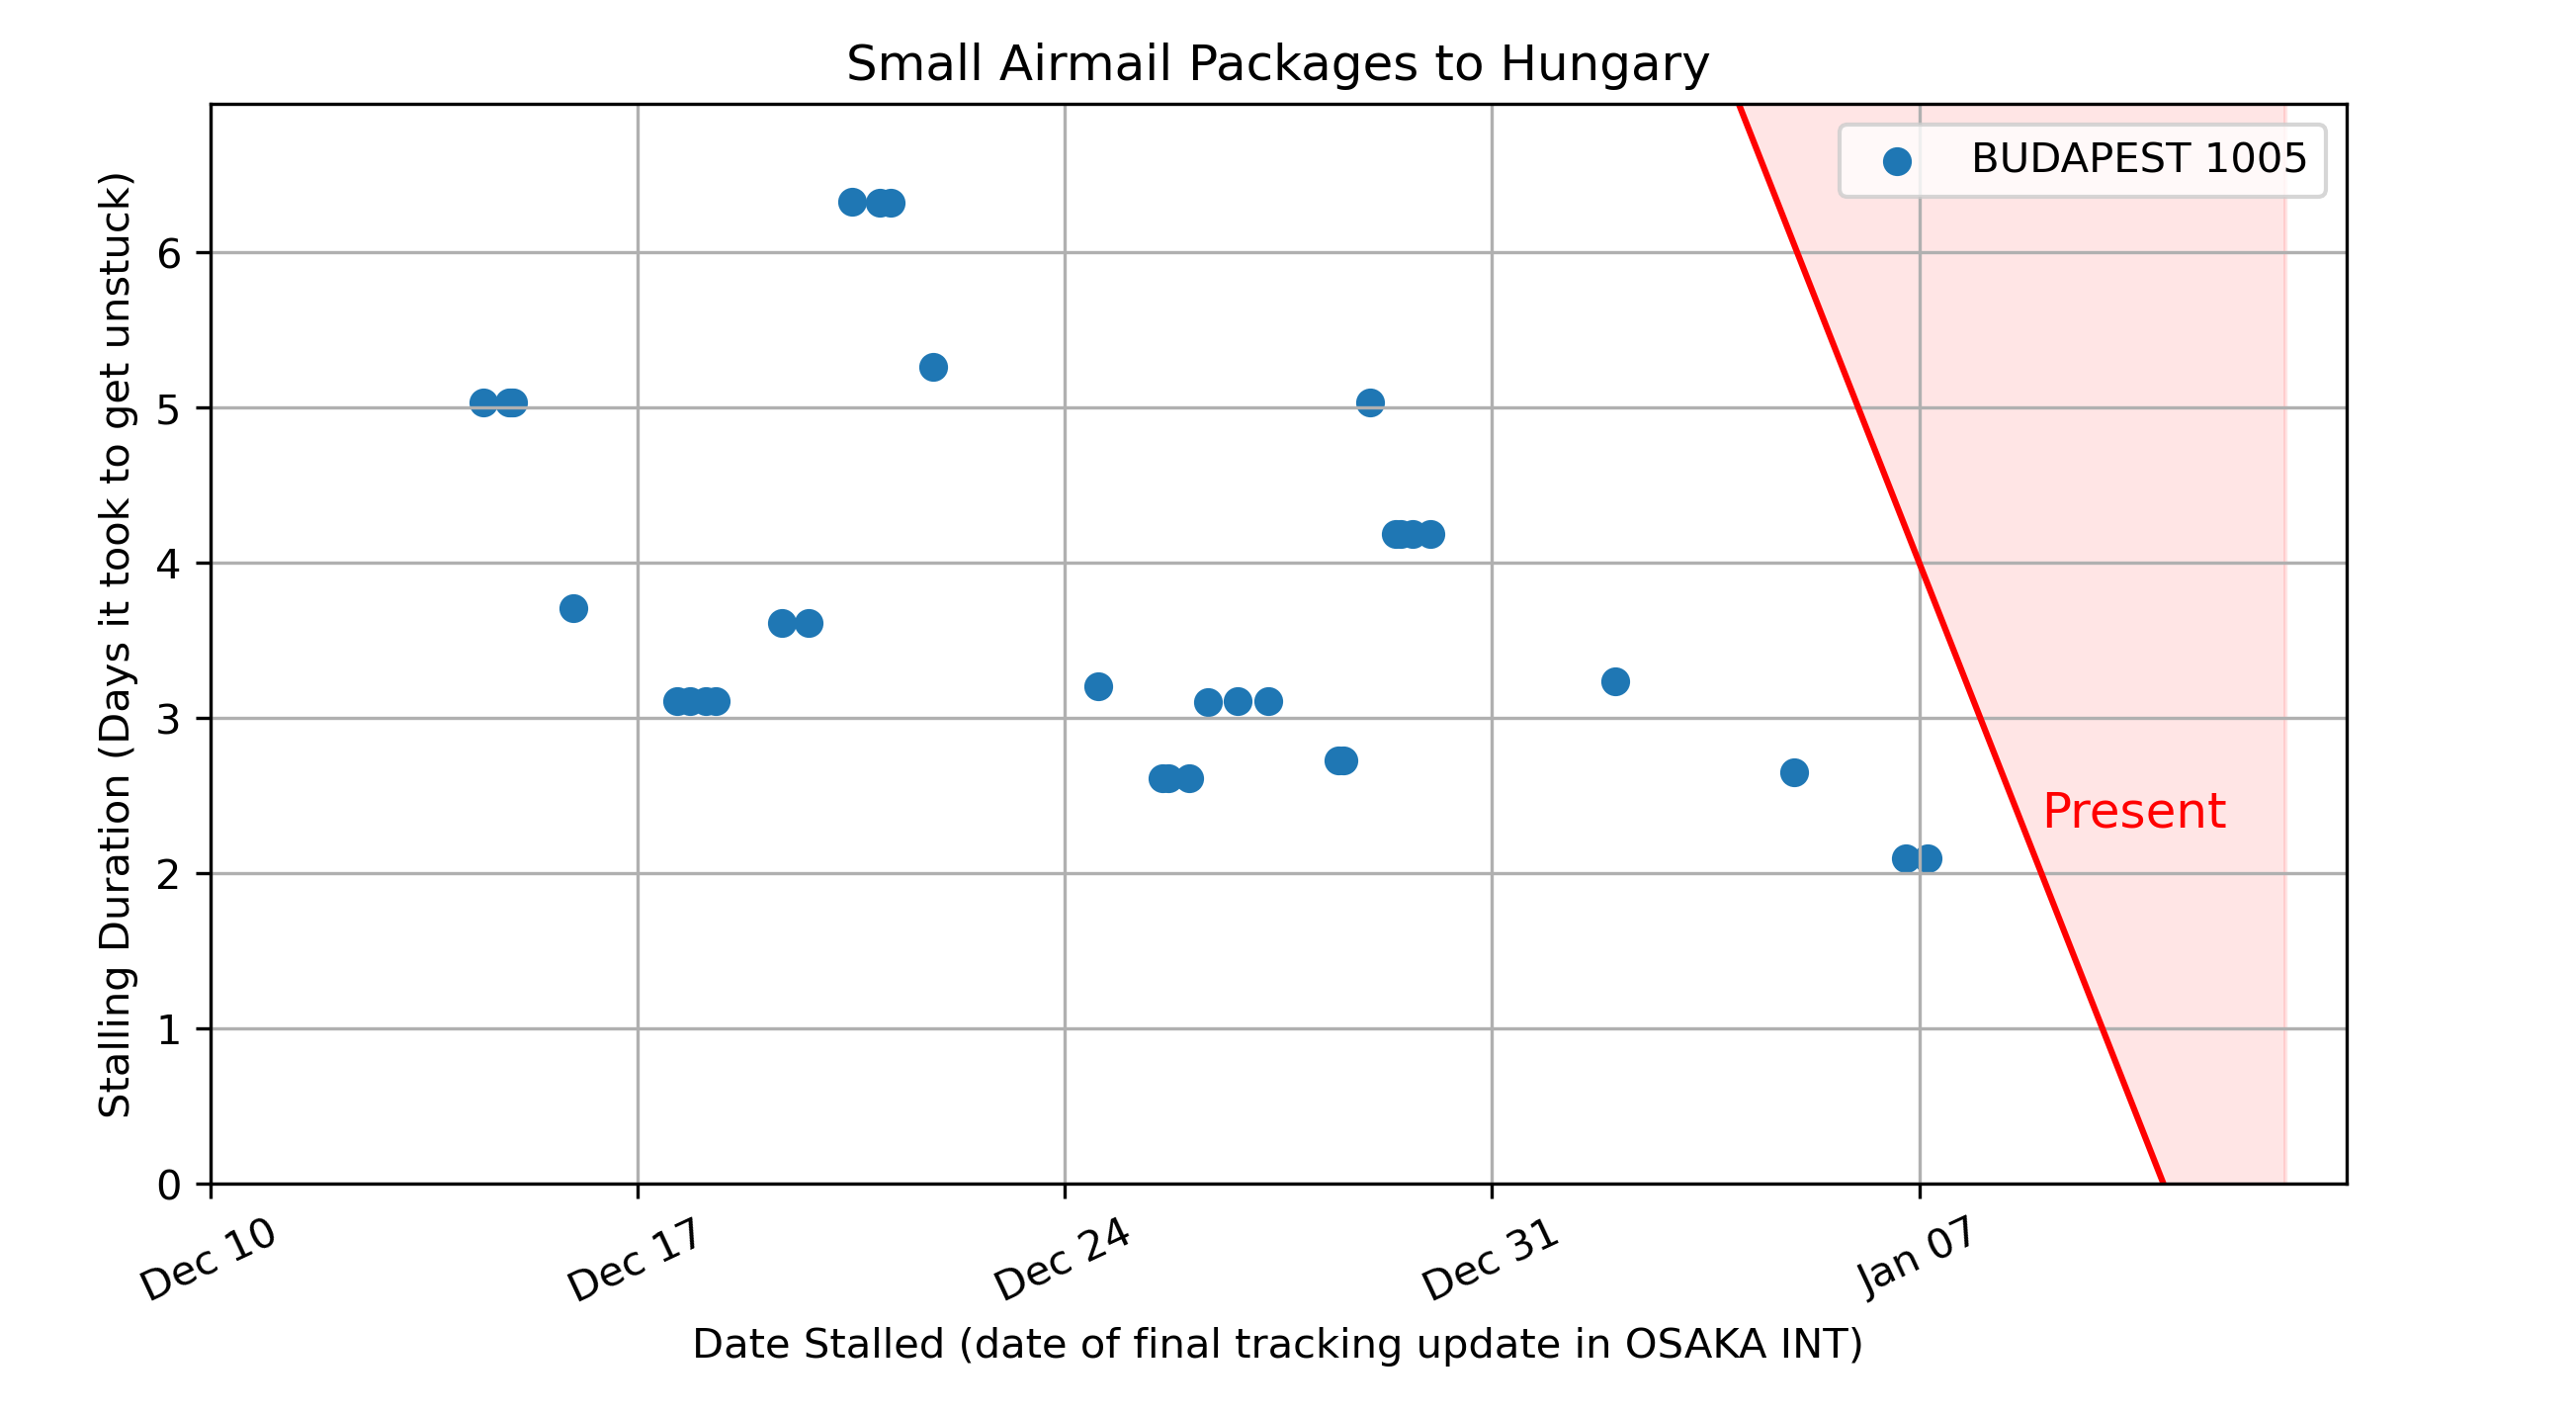 Small Airmail Packages to Hungary
BUDAPEST 1005
Stalling Duration (Days it took to get unstuck)
6
5
4
3
2
1
0
Present
Dec 10
Dec 17
Dec 24
Dec 31
Jan 07
Date Stalled (date of final tracking update in OSAKA INT)